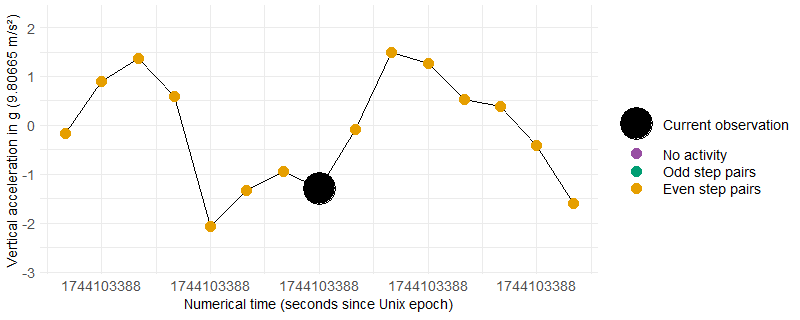 Vertical acceleration in g (9.80665 m/s²)
2
1
0
-1
-2
-3
1744103388 1744103388 1744103388 1744103388 1744103388
Numerical time (seconds since Unix epoch)
Current observation
No activity
Odd step pairs
Even step pairs